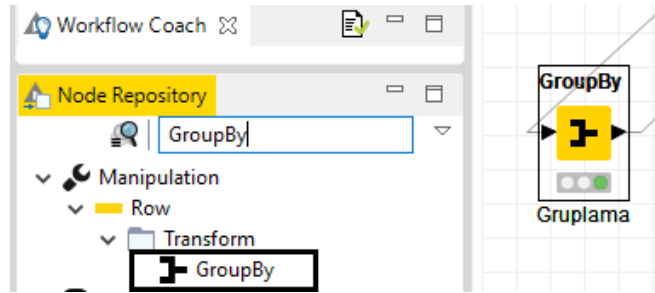 Workflow Coach
Node Repository
GroupBy
Manipulation
Row
Transform
GroupBy
GroupBy
Gruplama